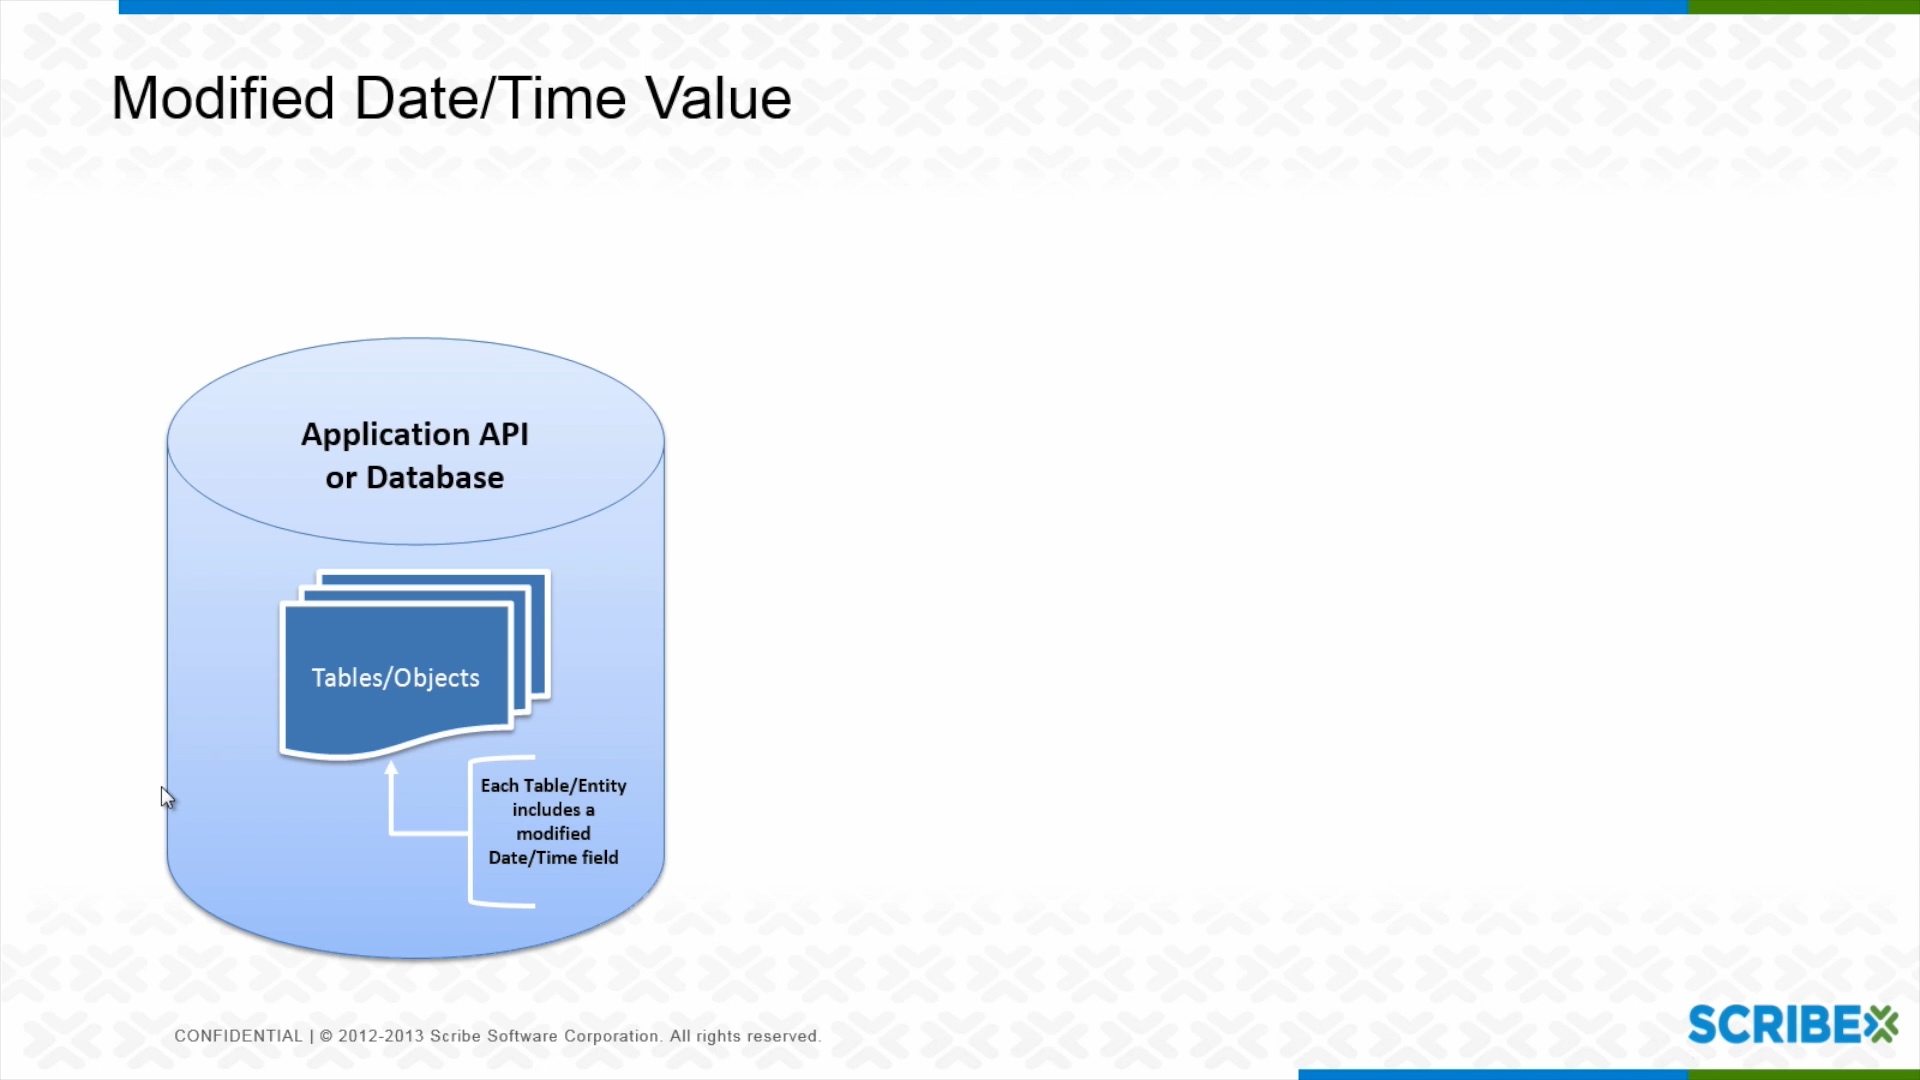 Modified Date/Time Value
Application API
or Database
Tables/Objects
Each Table/Entity
includes a
modified
Date/Time field
CONFIDENTIAL | © 2012-2013 Scribe Software Corporation. All rights reserved.
SCRIBE